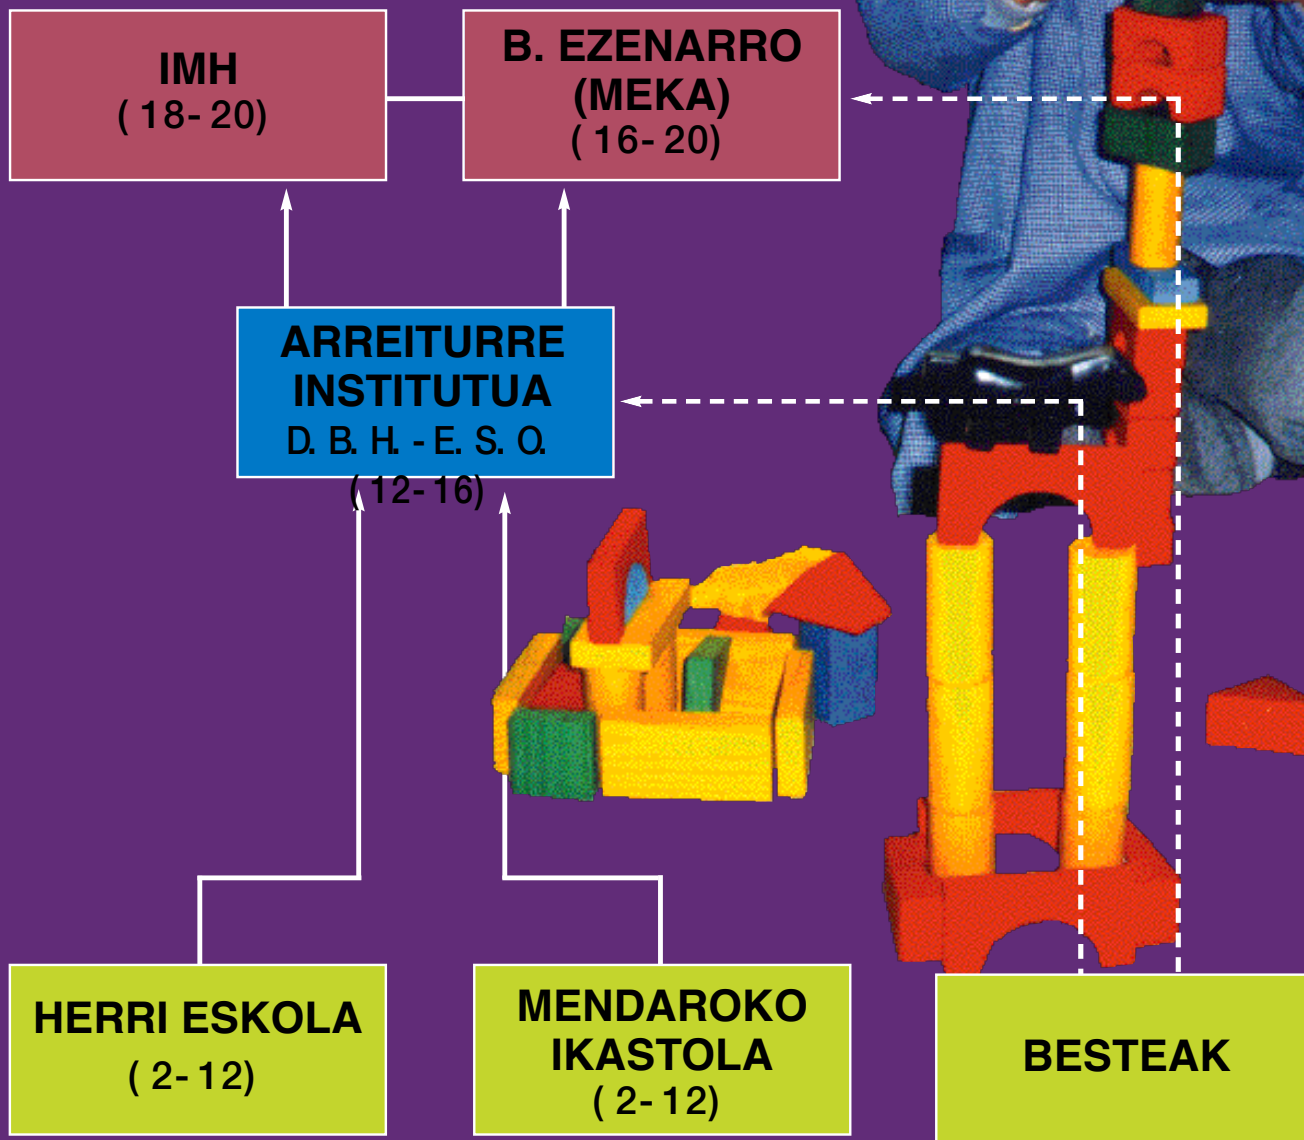 IMH
(18-20)
B. EZENARRO
(MEKA)
(16-20)
ARREITURRE
INSTITUTUA
D. B. H. - E. S. O.
(12-16)
HERRI ESKOLA
(2-12)
MENDAROKO
IKASTOLA
(2-12)
BESTEAK